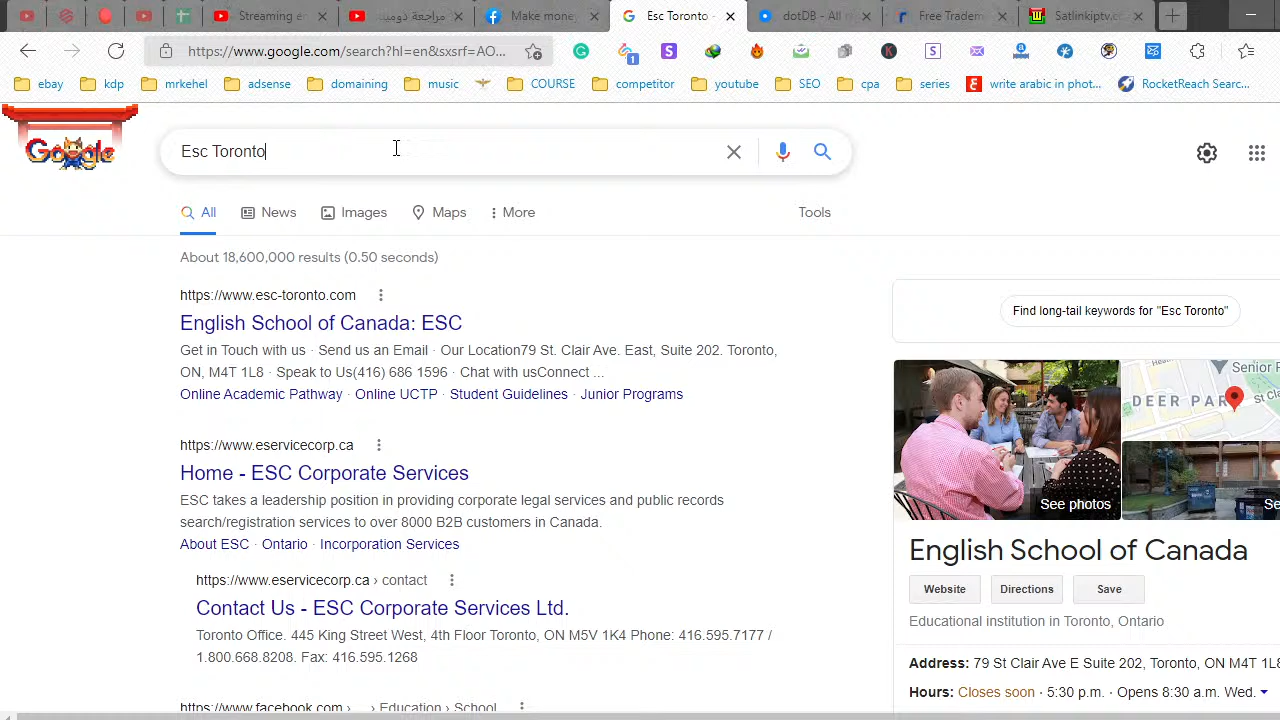 Streaming e
مراجعة دومينا
Make money
Esc Toronto -
dotDB - All n
Free Tradem
Satlinkiptv.c
https://www.google.com/search?hl=en&sxsrf=AO...
1
ebay
kdp
mrkehel
adsense
domaining
music
COURSE
competitor
youtube
SEO
cpa
series
write arabic in phot...
RocketReach Searc...
Google
Esc Toronto
All
News
Images
Maps
More
Tools
About 18,600,000 results (0.50 seconds)
https://www.esc-toronto.com
English School of Canada: ESC
Get in Touch with us · Send us an Email · Our Location79 St. Clair Ave. East, Suite 202. Toronto,
ON, M4T 1L8 · Speak to Us(416) 686 1596 · Chat with usConnect ...
Online Academic Pathway · Online UCTP · Student Guidelines · Junior Programs
https://www.eservicecorp.ca
Home - ESC Corporate Services
ESC takes a leadership position in providing corporate legal services and public records
search/registration services to over 8000 B2B customers in Canada.
About ESC · Ontario · Incorporation Services
https://www.eservicecorp.ca › contact
Contact Us - ESC Corporate Services Ltd.
Toronto Office. 445 King Street West, 4th Floor Toronto, ON M5V 1K4 Phone: 416.595.7177 /
1.800.668.8208. Fax: 416.595.1268
https://www.facebook.com › ... › Education › School
Find long-tail keywords for "Esc Toronto"
Senior P
DEER PAR
St Cla
See photos
Se
English School of Canada
Website
Directions
Save
Educational institution in Toronto, Ontario
Address: 79 St Clair Ave E Suite 202, Toronto, ON M4T 1L8
Hours: Closes soon · 5:30 p.m. · Opens 8:30 a.m. Wed.